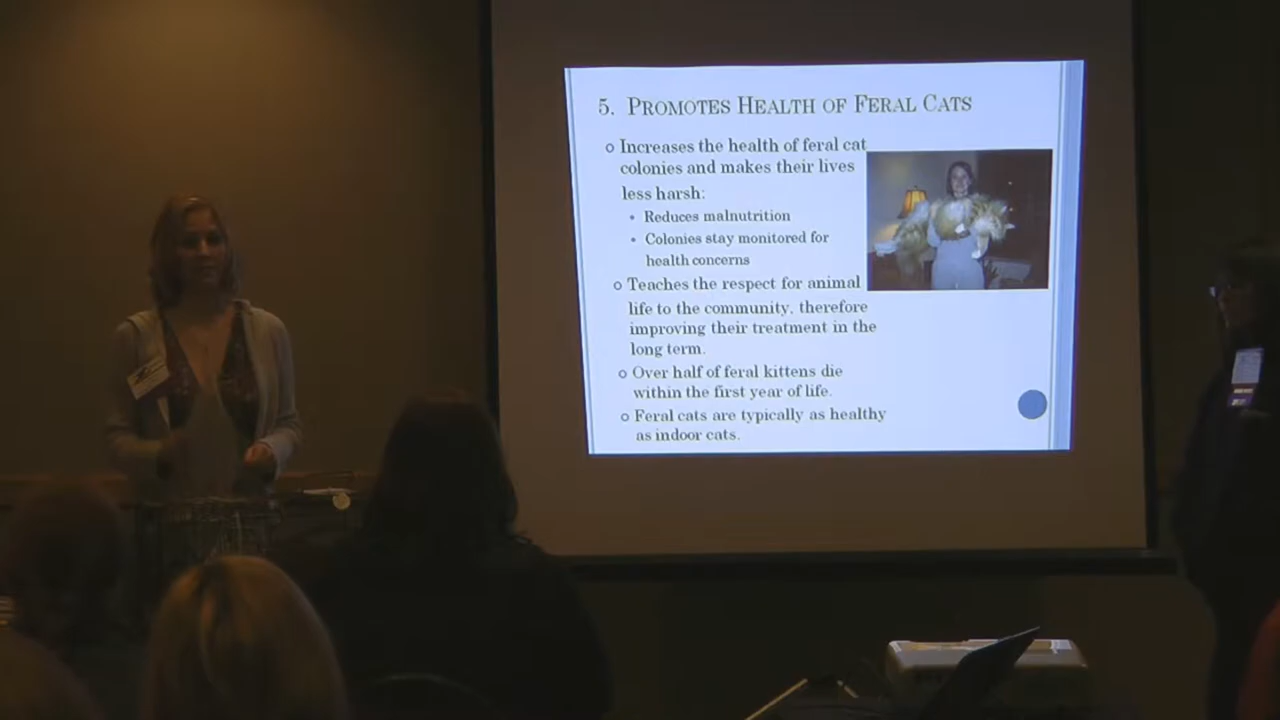 5. Promotes Health of Feral Cats
Increases the health of feral cat
colonies and makes their lives
less harsh:
Reduces malnutrition
Colonies stay monitored for
health concerns
Teaches the respect for animal
life to the community, therefore
improving their treatment in the
long term.
Over half of feral kittens die
within the first year of life.
Feral cats are typically as healthy
as indoor cats.